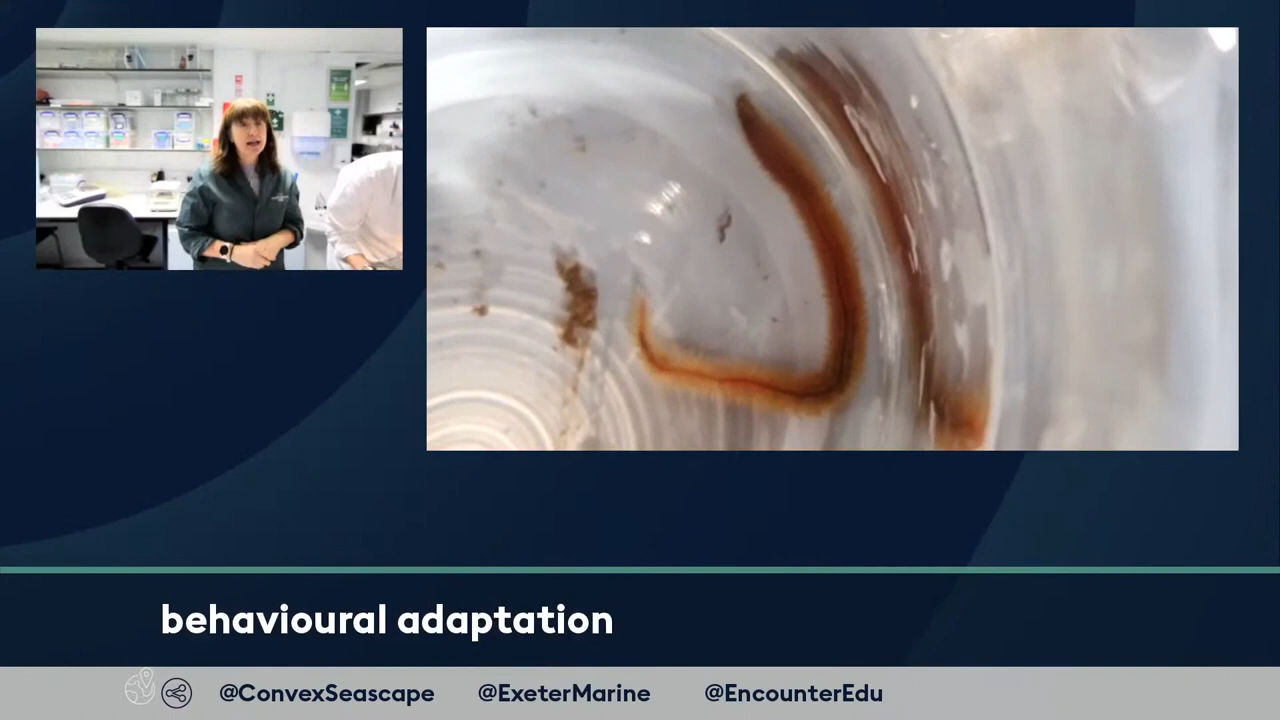 behavioural adaptation
@ConvexSeascape
@ExeterMarine
@EncounterEdu